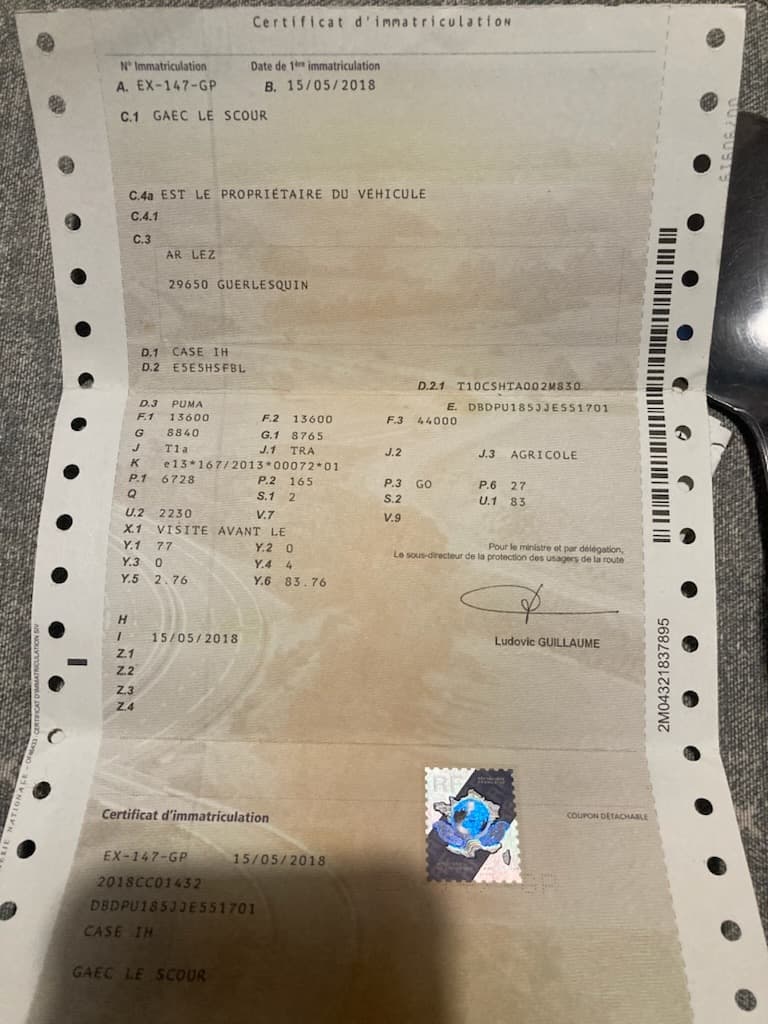 Certificat d'immatriculation
N° Immatriculation Date de 1ère immatriculation
A. EX-147-GP B. 15/05/2018
C.1 GAEC LE SCOUR
C.4a EST LE PROPRIÉTAIRE DU VÉHICULE
C.4.1
C.3
AR LEZ
29650 GUERLESQUIN
D.1 CASE IH
D.2 E5E5HSFBL
D.2.1 T10CSHTA002M830
D.3 PUMA E. DBDPU185JJE551701
F.1 13600 F.2 13600 F.3 44000
G 8840 G.1 8765
J T1a J.1 TRA J.2 J.3 AGRICOLE
K e13*167/2013*00072*01
P.1 6728 P.2 165 P.3 GO P.6 27
Q S.1 2 S.2 U.1 83
U.2 2230 V.7 V.9
X.1 VISITE AVANT LE
Y.1 77 Y.2 0
Y.3 0 Y.4 4
Y.5 2.76 Y.6 83.76
Pour le ministre et par délégation,
Le sous-directeur de la protection des usagers de la route
Ludovic GUILLAUME
H
I 15/05/2018
Z.1
Z.2
Z.3
Z.4
2M04321837895
Certificat d'immatriculation COUPON DÉTACHABLE
RF
RÉPUBLIQUE
FRANÇAISE
EX-147-GP 15/05/2018
2018CC01432
DBDPU185JJE551701
CASE IH
GAEC LE SCOUR